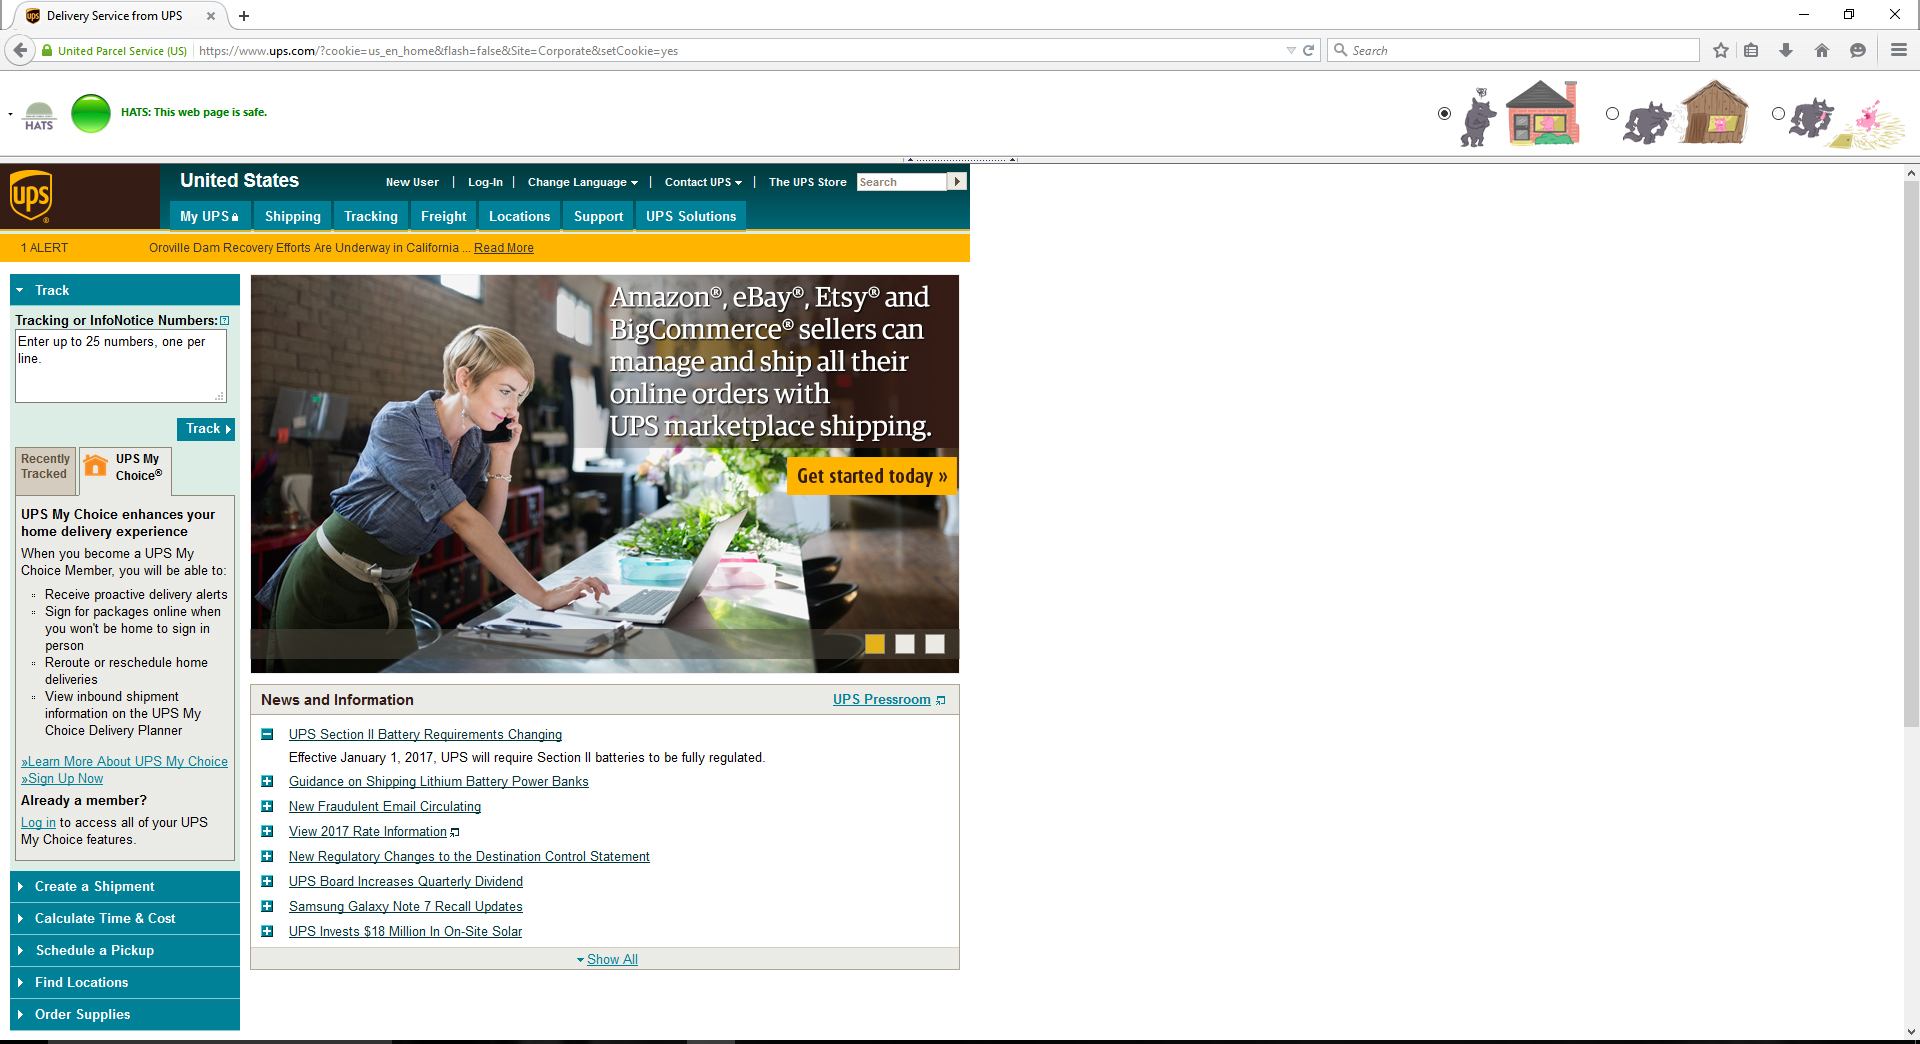 Delivery Service from UPS
United Parcel Service (US)
https://www.ups.com/?cookie=us_en_home&flash=false&Site=Corporate&setCookie=yes
Search
HATS
HATS: This web page is safe.
ups
United States
New User | Log-In | Change Language | Contact UPS | The UPS Store
Search
My UPS
Shipping
Tracking
Freight
Locations
Support
UPS Solutions
1 ALERT
Oroville Dam Recovery Efforts Are Underway in California ... Read More
Track
Tracking or InfoNotice Numbers:
Enter up to 25 numbers, one per
line.
Track
Recently
Tracked
UPS My
Choice®
UPS My Choice enhances your
home delivery experience
When you become a UPS My
Choice Member, you will be able to:
Receive proactive delivery alerts
Sign for packages online when
you won't be home to sign in
person
Reroute or reschedule home
deliveries
View inbound shipment
information on the UPS My
Choice Delivery Planner
»Learn More About UPS My Choice
»Sign Up Now
Already a member?
Log in to access all of your UPS
My Choice features.
Create a Shipment
Calculate Time & Cost
Schedule a Pickup
Find Locations
Order Supplies
Amazon®, eBay®, Etsy® and
BigCommerce® sellers can
manage and ship all their
online orders with
UPS marketplace shipping.
Get started today »
News and Information
UPS Pressroom
UPS Section II Battery Requirements Changing
Effective January 1, 2017, UPS will require Section II batteries to be fully regulated.
Guidance on Shipping Lithium Battery Power Banks
New Fraudulent Email Circulating
View 2017 Rate Information
New Regulatory Changes to the Destination Control Statement
UPS Board Increases Quarterly Dividend
Samsung Galaxy Note 7 Recall Updates
UPS Invests $18 Million In On-Site Solar
Show All